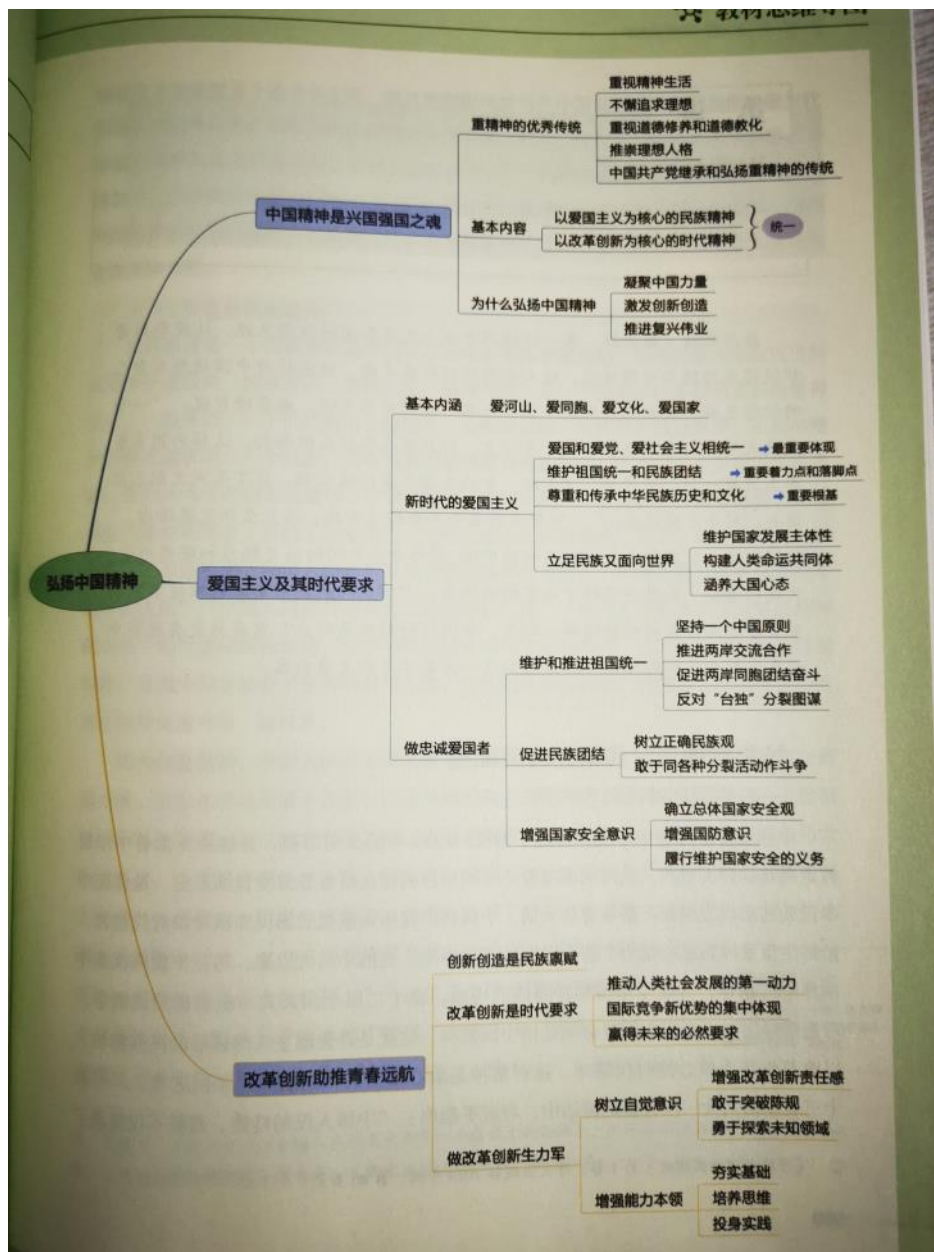 教材思维导图
重视精神生活
不懈追求理想
重精神的优秀传统
重视道德修养和道德教化
推崇理想人格
中国共产党继承和弘扬重精神的传统
中国精神是兴国强国之魂
基本内容
以爱国主义为核心的民族精神
以改革创新为核心的时代精神
统一
凝聚中国力量
为什么弘扬中国精神
激发创新创造
推进复兴伟业
基本内涵
爱河山、爱同胞、爱文化、爱国家
爱国和爱党、爱社会主义相统一 → 最重要体现
维护祖国统一和民族团结 → 重要着力点和落脚点
新时代的爱国主义
尊重和传承中华民族历史和文化 → 重要根基
维护国家发展主体性
立足民族又面向世界
构建人类命运共同体
涵养大国心态
弘扬中国精神
爱国主义及其时代要求
坚持一个中国原则
维护和推进祖国统一
推进两岸交流合作
促进两岸同胞团结奋斗
反对“台独”分裂图谋
做忠诚爱国者
促进民族团结
树立正确民族观
敢于同各种分裂活动作斗争
确立总体国家安全观
增强国家安全意识
增强国防意识
履行维护国家安全的义务
创新创造是民族禀赋
推动人类社会发展的第一动力
改革创新是时代要求
国际竞争新优势的集中体现
赢得未来的必然要求
改革创新助推青春远航
增强改革创新责任感
树立自觉意识
敢于突破陈规
勇于探索未知领域
做改革创新生力军
夯实基础
增强能力本领
培养思维
投身实践